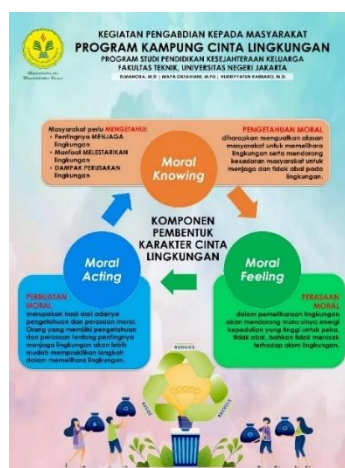 KEGIATAN PENGABDIAN KEPADA MASYARAKAT
PROGRAM KAMPUNG CINTA LINGKUNGAN
PROGRAM STUDI PENDIDIKAN KESEJAHTERAAN KELUARGA
FAKULTAS TEKNIK, UNIVERSITAS NEGERI JAKARTA
Masyarakat perlu MENGETAHUI:
• Pentingnya MENJAGA
lingkungan
• Manfaat MELESTARIKAN
lingkungan
• DAMPAK PERUSAKAN
lingkungan
Moral
Knowing
PENGETAHUAN MORAL
diharapkan menguatkan alasan
masyarakat untuk memelihara
lingkungan serta mendorong
kesadaran masyarakat untuk
menjaga dan tidak abai pada
lingkungan.
KOMPONEN
PEMBENTUK
KARAKTER CINTA
LINGKUNGAN
Moral
Acting
PERBUATAN
MORAL
merupakan hasil dari adanya
pengetahuan dan perasaan moral.
Orang yang memiliki pengetahuan
dan perasaan tentang pentingnya
menjaga lingkungan akan lebih
mudah mempraktikan langkah
dalam memelihara lingkungan.
Moral
Feeling
PERASAAN
MORAL
dalam pemeliharaan lingkungan
akan mendorong munculnya energi
kepedulian yang tinggi untuk peka,
tidak abai, bahkan tidak merusak
terhadap alam lingkungan.
REDUCE
REUSE
RECYCLE